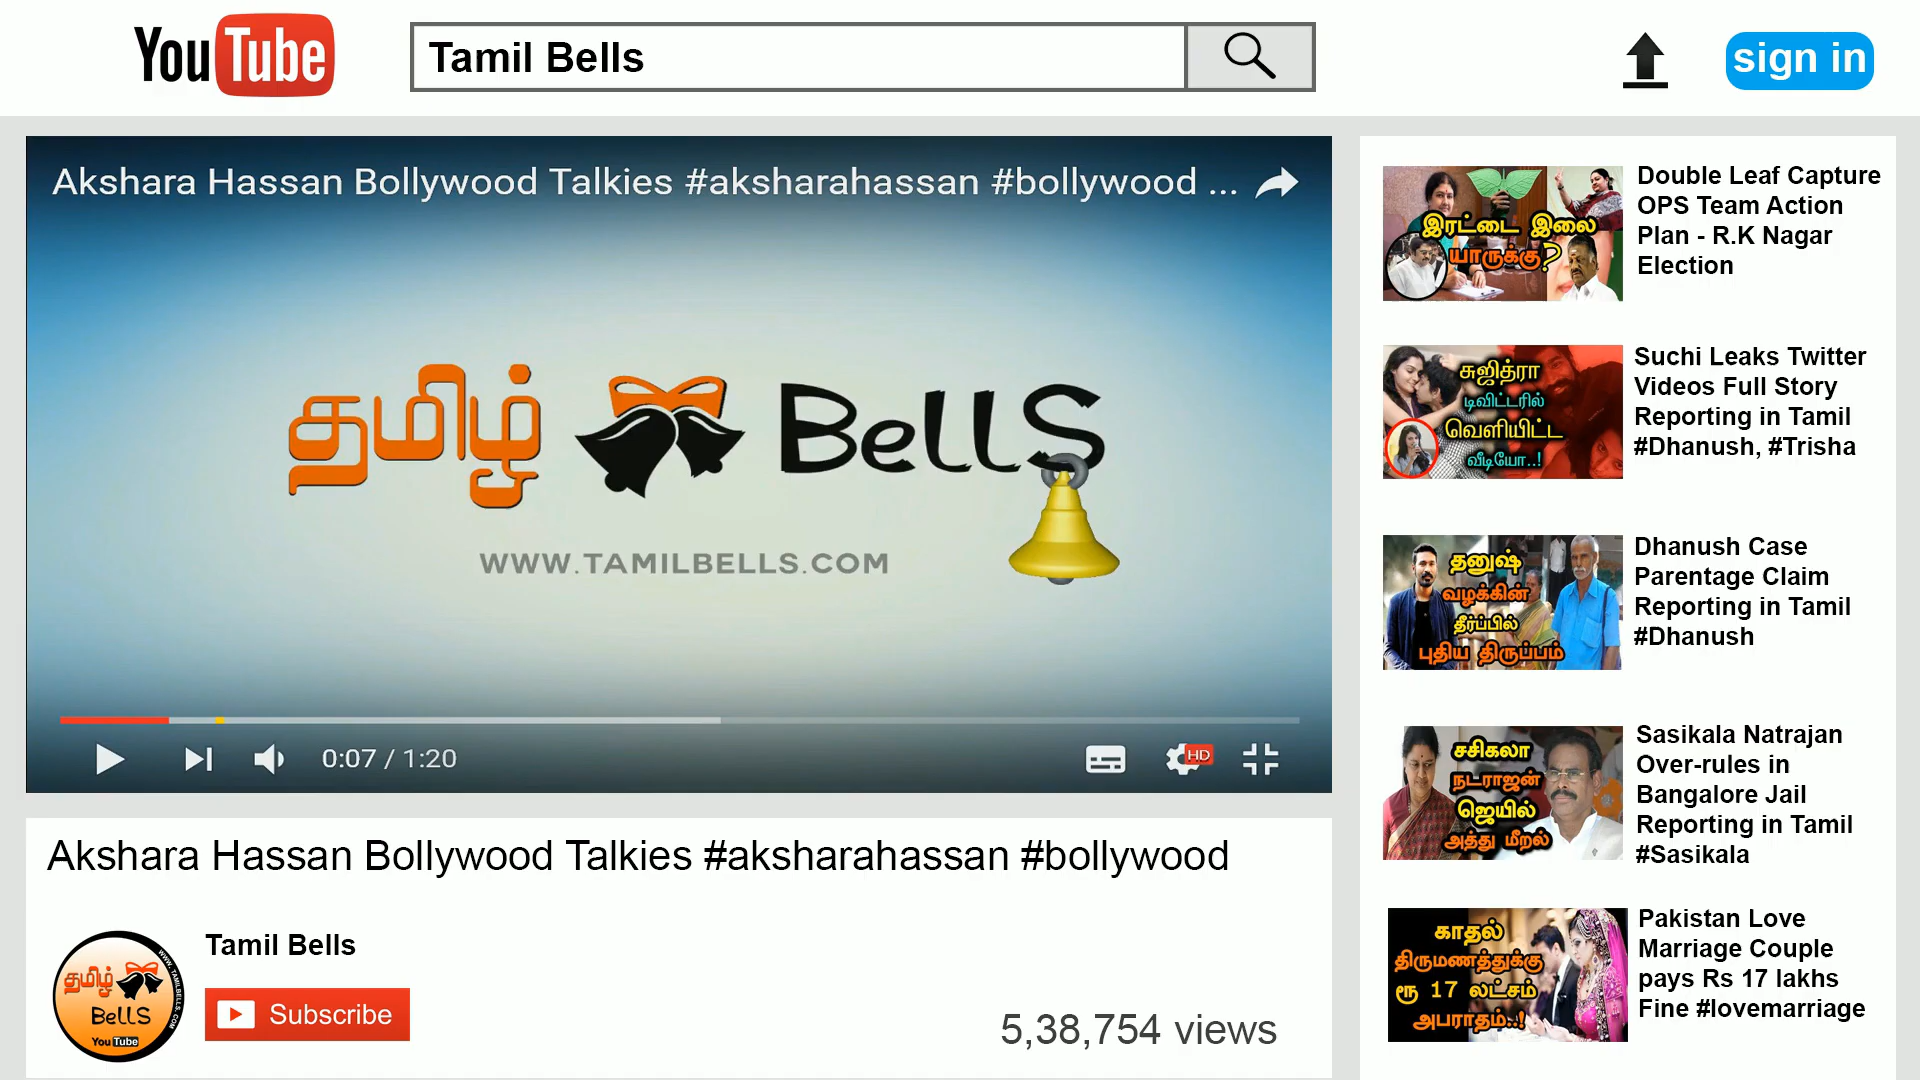 YouTube
Tamil Bells
sign in
Akshara Hassan Bollywood Talkies #aksharahassan #bollywood ...
தமிழ் BellS
WWW.TAMILBELLS.COM
0:07 / 1:20
HD
Akshara Hassan Bollywood Talkies #aksharahassan #bollywood
தமிழ்
BellS
YouTube
WWW.TAMILBELLS.COM
Tamil Bells
Subscribe
5,38,754 views
இரட்டை இலை
யாருக்கு?
Double Leaf Capture
OPS Team Action
Plan - R.K Nagar
Election
சுஜித்ரா
டிவிட்டரில்
வெளியிட்ட
வீடியோ..!
Suchi Leaks Twitter
Videos Full Story
Reporting in Tamil
#Dhanush, #Trisha
தனுஷ்
வழக்கின்
தீர்ப்பில்
புதிய திருப்பம்
Dhanush Case
Parentage Claim
Reporting in Tamil
#Dhanush
சசிகலா
நடராஜன்
ஜெயில்
அத்து மீறல்
Sasikala Natrajan
Over-rules in
Bangalore Jail
Reporting in Tamil
#Sasikala
காதல்
திருமணத்துக்கு
ரூ 17 லட்சம்
அபராதம்..!
Pakistan Love
Marriage Couple
pays Rs 17 lakhs
Fine #lovemarriage